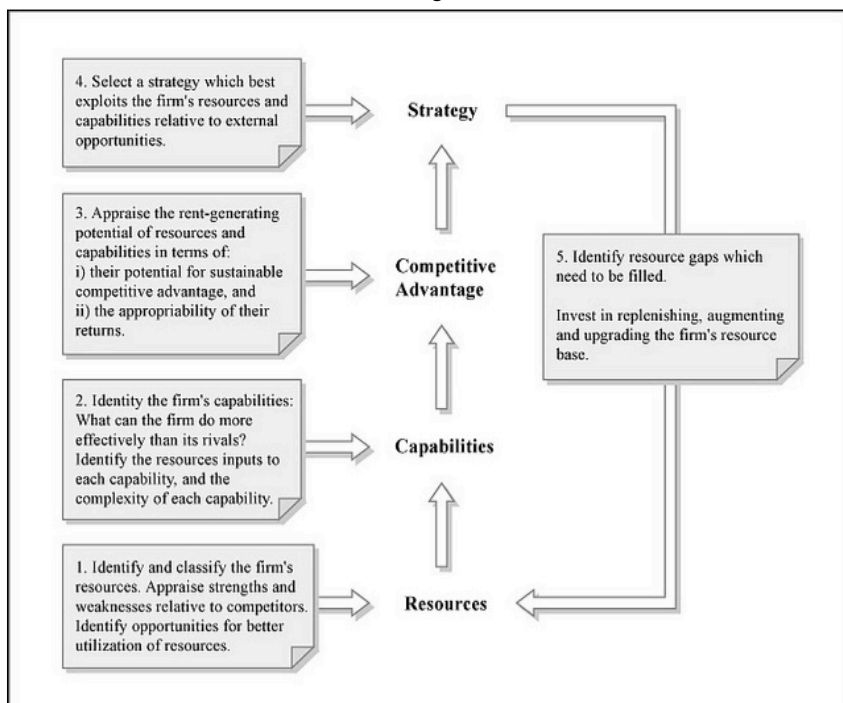 4. Select a strategy which best
exploits the firm's resources and
capabilities relative to external
opportunities.
Strategy
3. Appraise the rent-generating
potential of resources and
capabilities in terms of:
i) their potential for sustainable
competitive advantage, and
ii) the appropriability of their
returns.
Competitive
Advantage
5. Identify resource gaps which
need to be filled.
Invest in replenishing, augmenting
and upgrading the firm's resource
base.
2. Identity the firm's capabilities:
What can the firm do more
effectively than its rivals?
Identify the resources inputs to
each capability, and the
complexity of each capability.
Capabilities
1. Identify and classify the firm's
resources. Appraise strengths and
weaknesses relative to competitors.
Identify opportunities for better
utilization of resources.
Resources